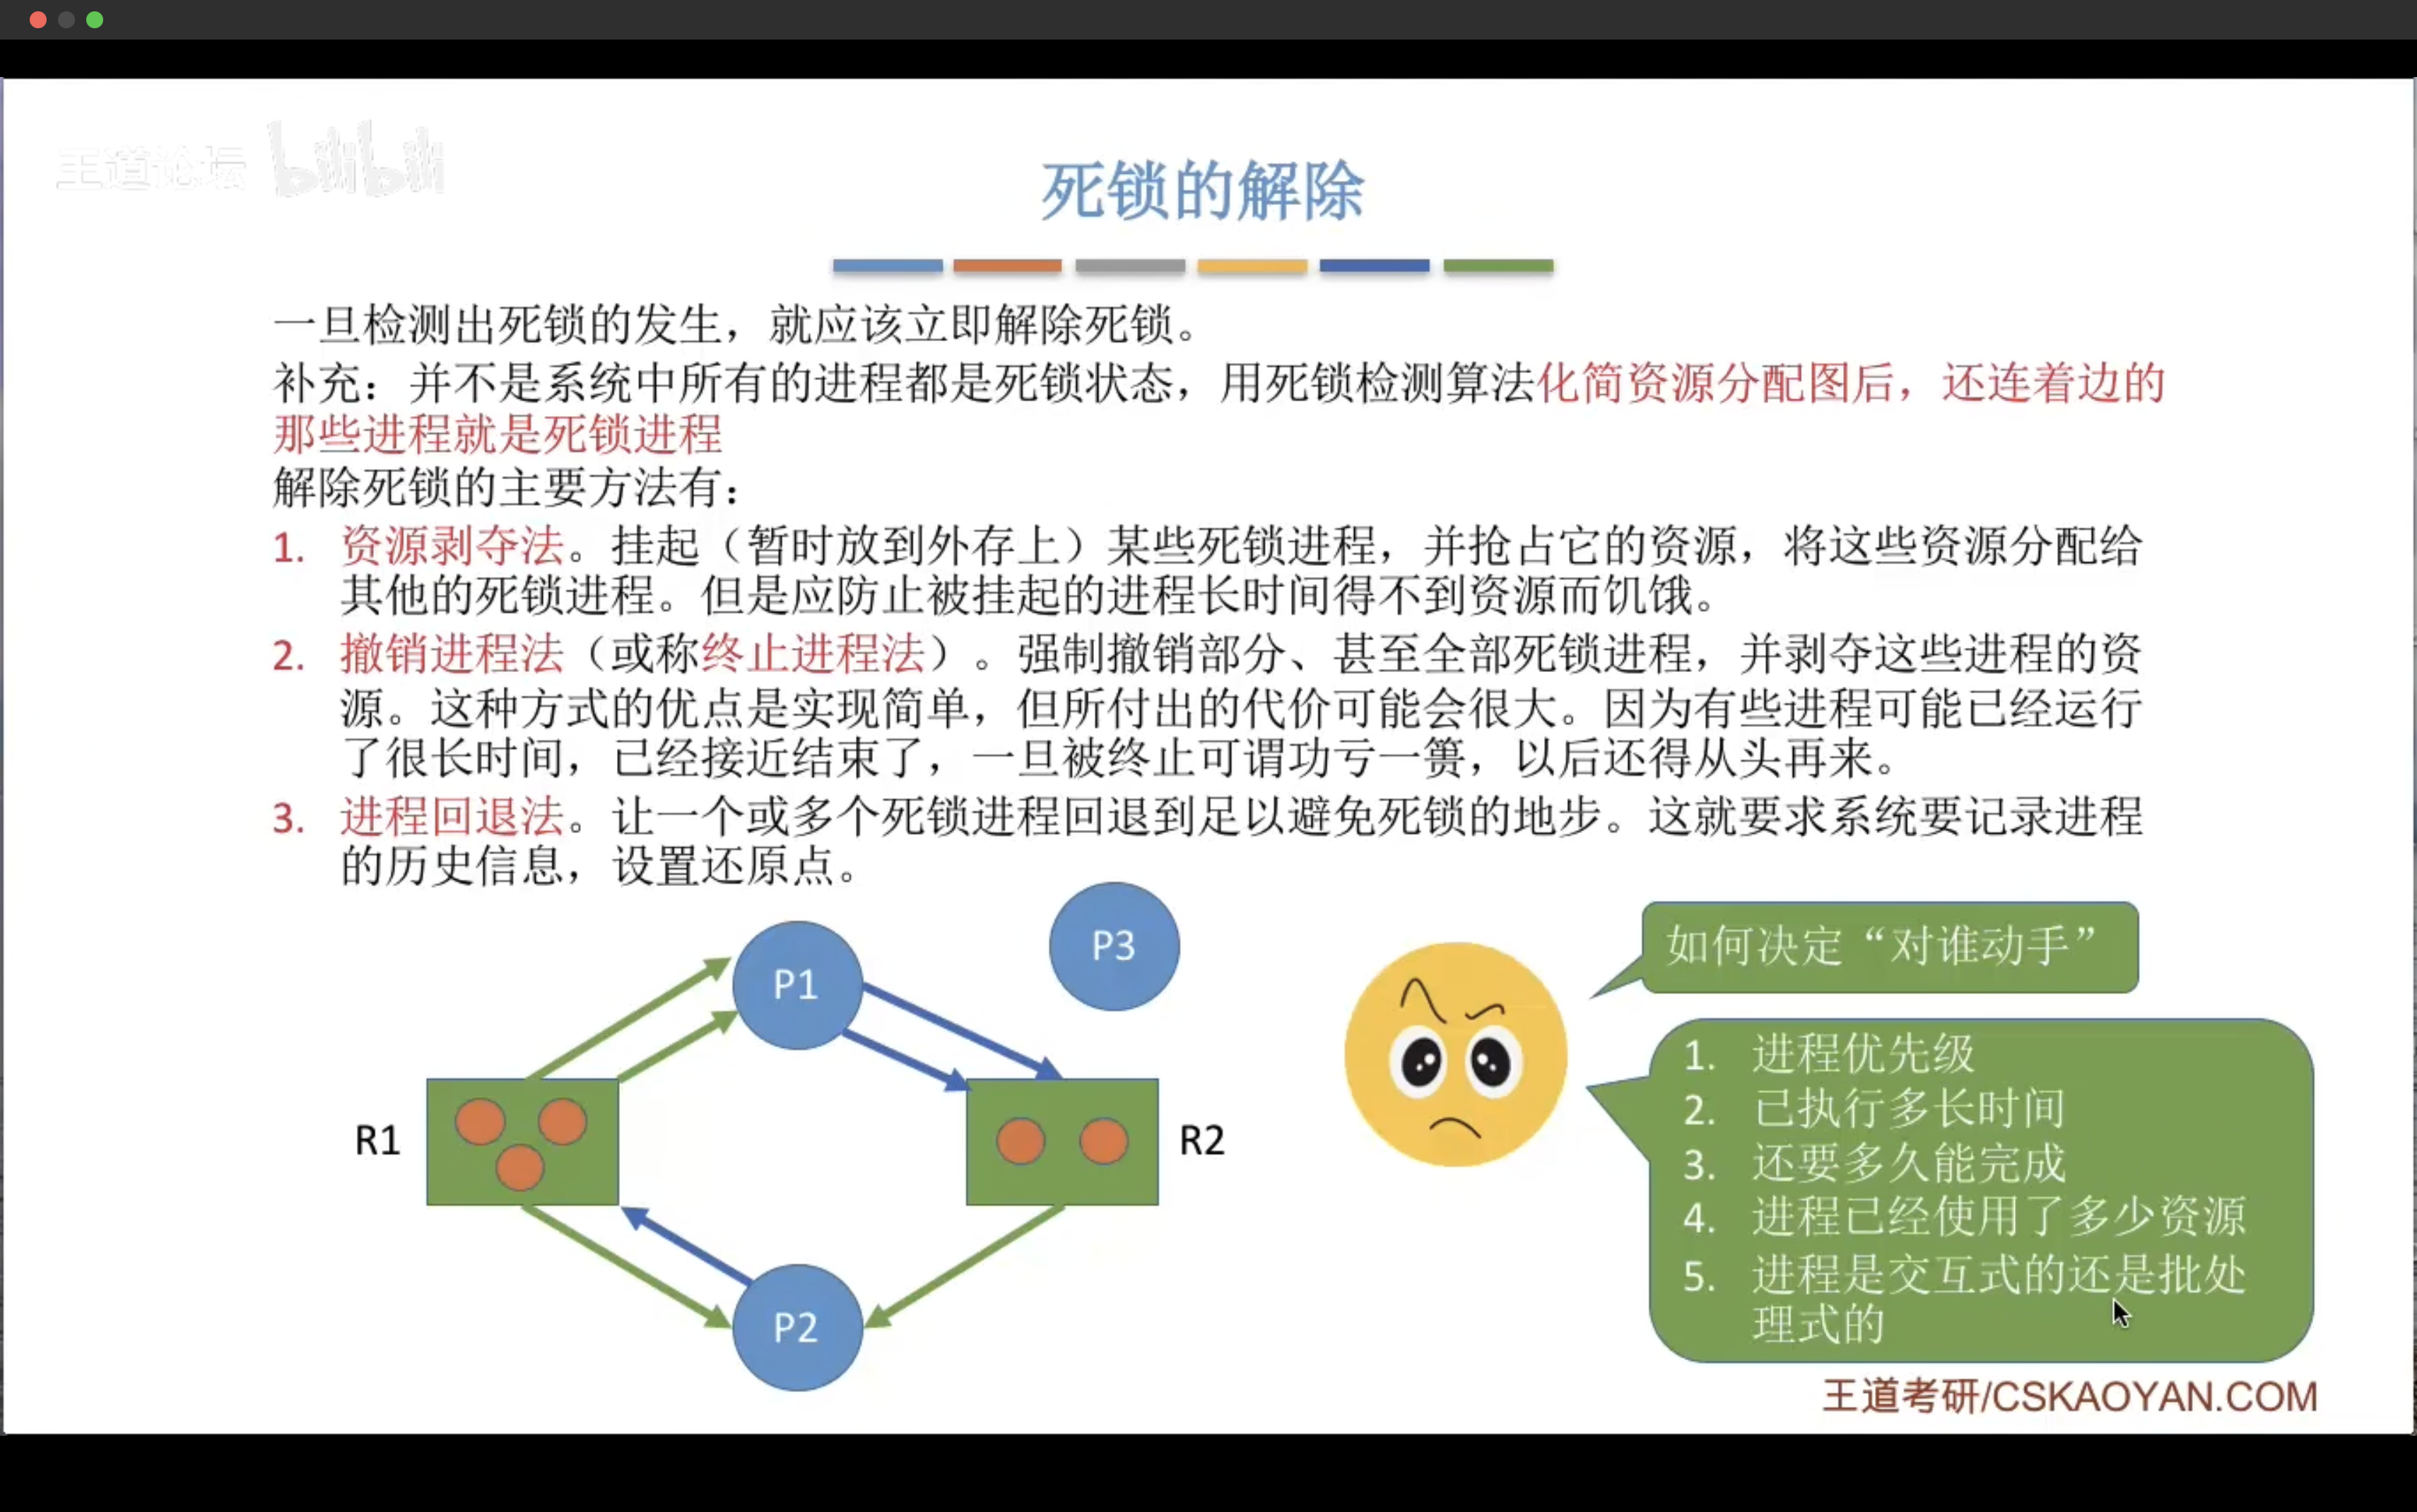 王道论坛 bilibili
死锁的解除
一旦检测出死锁的发生，就应该立即解除死锁。
补充：并不是系统中所有的进程都是死锁状态，用死锁检测算法化简资源分配图后，还连着边的
那些进程就是死锁进程
解除死锁的主要方法有：
1. 资源剥夺法。挂起（暂时放到外存上）某些死锁进程，并抢占它的资源，将这些资源分配给
其他的死锁进程。但是应防止被挂起的进程长时间得不到资源而饥饿。
2. 撤销进程法（或称终止进程法）。强制撤销部分、甚至全部死锁进程，并剥夺这些进程的资
源。这种方式的优点是实现简单，但所付出的代价可能会很大。因为有些进程可能已经运行
了很长时间，已经接近结束了，一旦被终止可谓功亏一篑，以后还得从头再来。
3. 进程回退法。让一个或多个死锁进程回退到足以避免死锁的地步。这就要求系统要记录进程
的历史信息，设置还原点。
P1
P3
R1
R2
P2
如何决定“对谁动手”
1. 进程优先级
2. 已执行多长时间
3. 还要多久能完成
4. 进程已经使用了多少资源
5. 进程是交互式的还是批处
理式的
王道考研/CSKAOYAN.COM